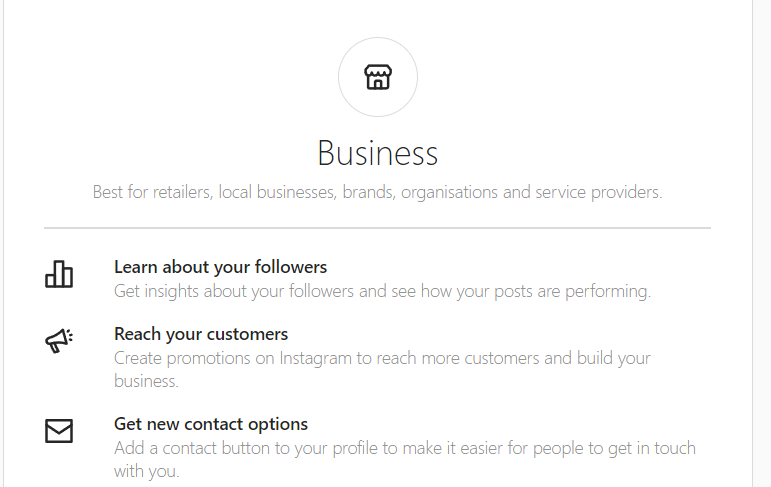 Business
Best for retailers, local businesses, brands, organisations and service providers.
Learn about your followers
Get insights about your followers and see how your posts are performing.
Reach your customers
Create promotions on Instagram to reach more customers and build your
business.
Get new contact options
Add a contact button to your profile to make it easier for people to get in touch
with you.